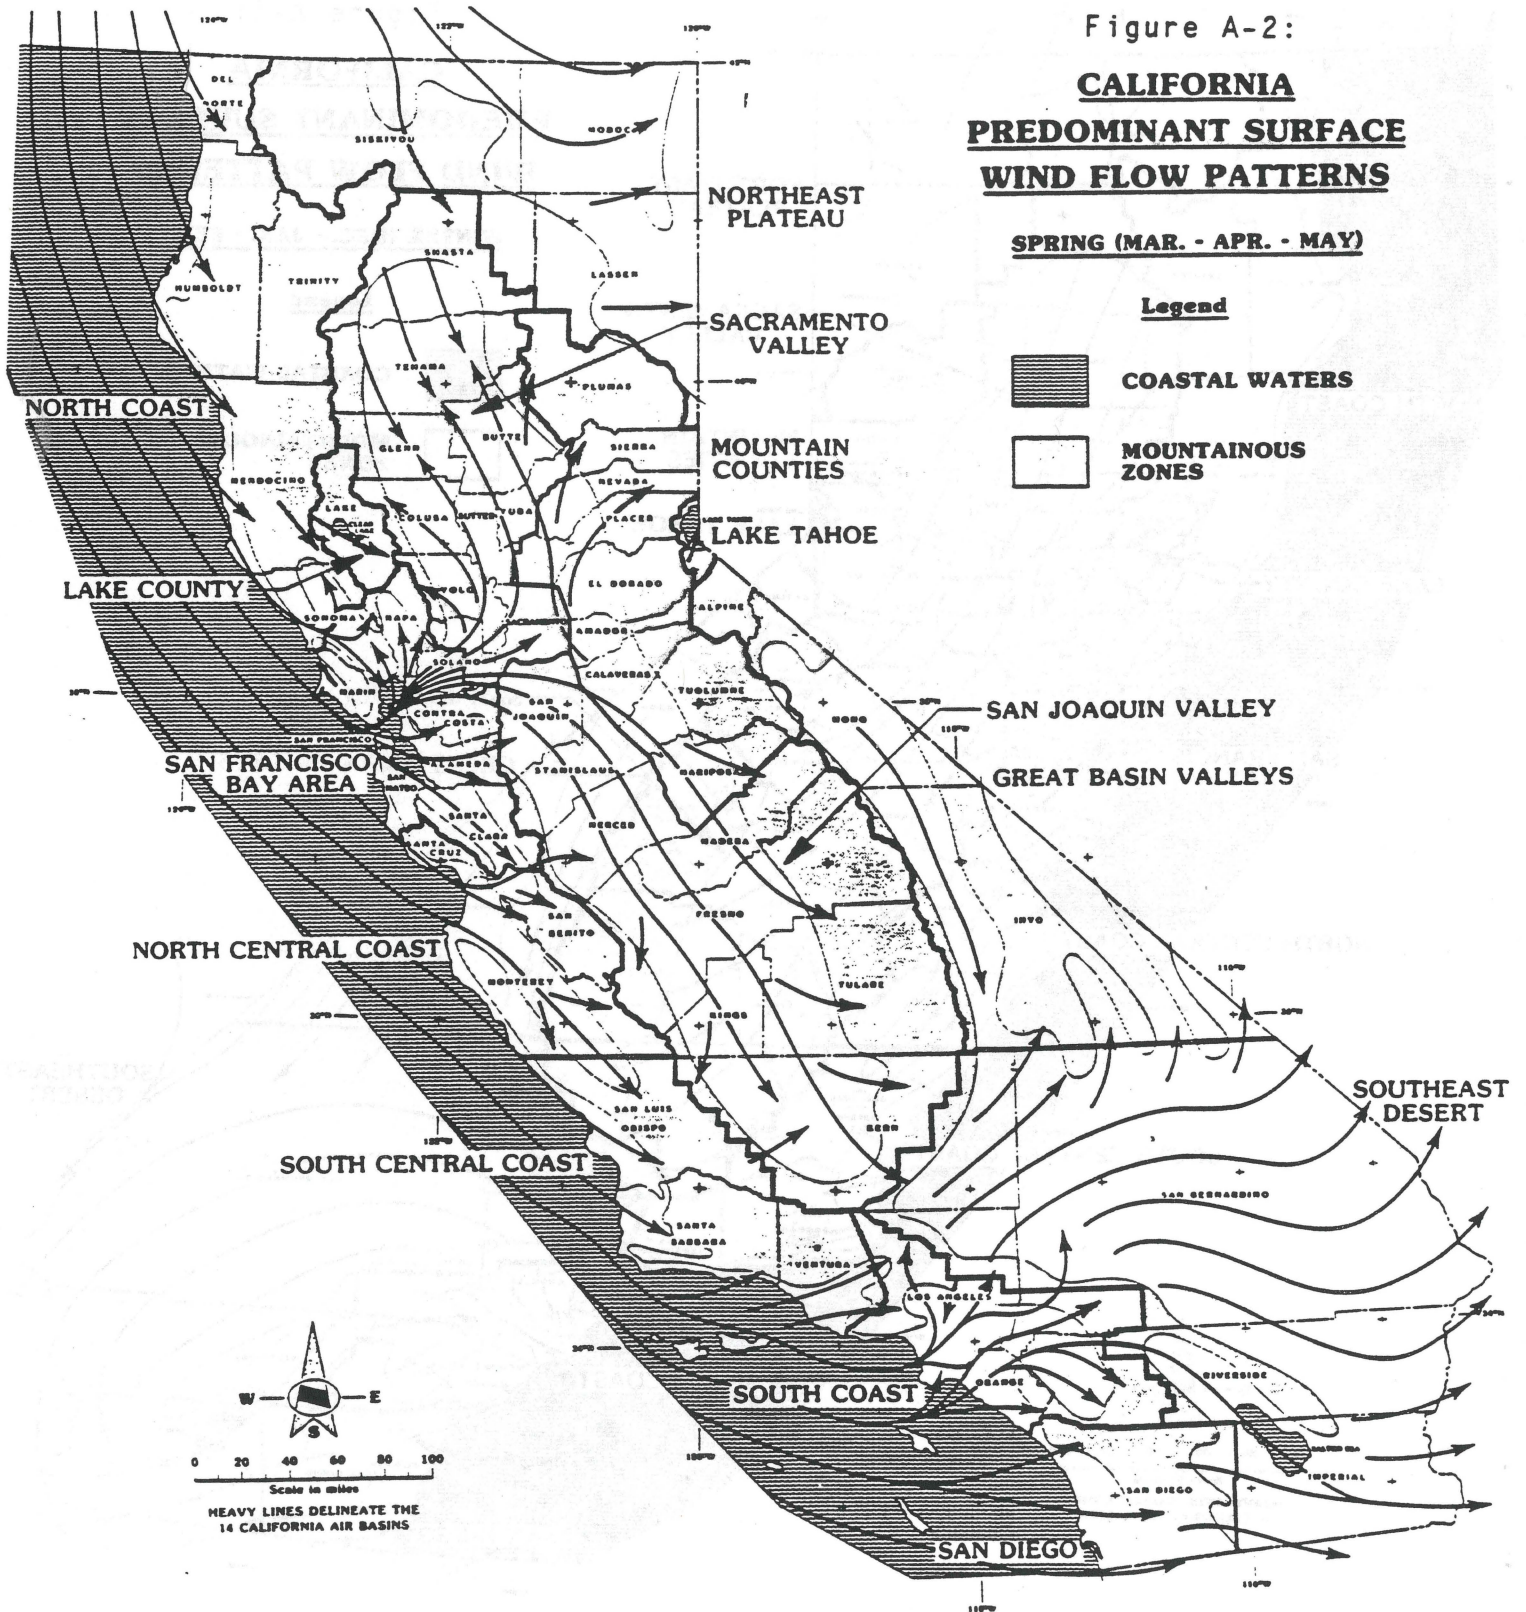 Figure A-2:
CALIFORNIA
PREDOMINANT SURFACE
WIND FLOW PATTERNS
SPRING (MAR. - APR. - MAY)
Legend
COASTAL WATERS
MOUNTAINOUS
ZONES
NORTHEAST
PLATEAU
SACRAMENTO
VALLEY
MOUNTAIN
COUNTIES
LAKE TAHOE
SAN JOAQUIN VALLEY
GREAT BASIN VALLEYS
SOUTHEAST
DESERT
NORTH COAST
LAKE COUNTY
SAN FRANCISCO
BAY AREA
NORTH CENTRAL COAST
SOUTH CENTRAL COAST
SOUTH COAST
SAN DIEGO
DEL
NORTE
SISKIYOU
MODOC
HUMBOLDT
TRINITY
SHASTA
LASSEN
TEHAMA
PLUMAS
MENDOCINO
GLENN
BUTTE
SIERRA
NEVADA
LAKE
CLEAR
LAKE
COLUSA
SUTTER
YUBA
PLACER
LAKE TAHOE
YOLO
EL DORADO
ALPINE
SONOMA
NAPA
SACRAMENTO
AMADOR
SOLANO
CALAVERAS
TUOLUMNE
MARIN
CONTRA
COSTA
SAN
JOAQUIN
MONO
SAN FRANCISCO
ALAMEDA
STANISLAUS
MARIPOSA
SAN
MATEO
SANTA
CLARA
MERCED
MADERA
SANTA
CRUZ
SAN
BENITO
FRESNO
INYO
MONTEREY
KINGS
TULARE
SAN LUIS
OBISPO
KERN
SAN BERNARDINO
SANTA
BARBARA
VENTURA
LOS ANGELES
ORANGE
RIVERSIDE
SALTON SEA
IMPERIAL
SAN DIEGO
W
E
S
0 20 40 60 80 100
Scale in miles
HEAVY LINES DELINEATE THE
14 CALIFORNIA AIR BASINS